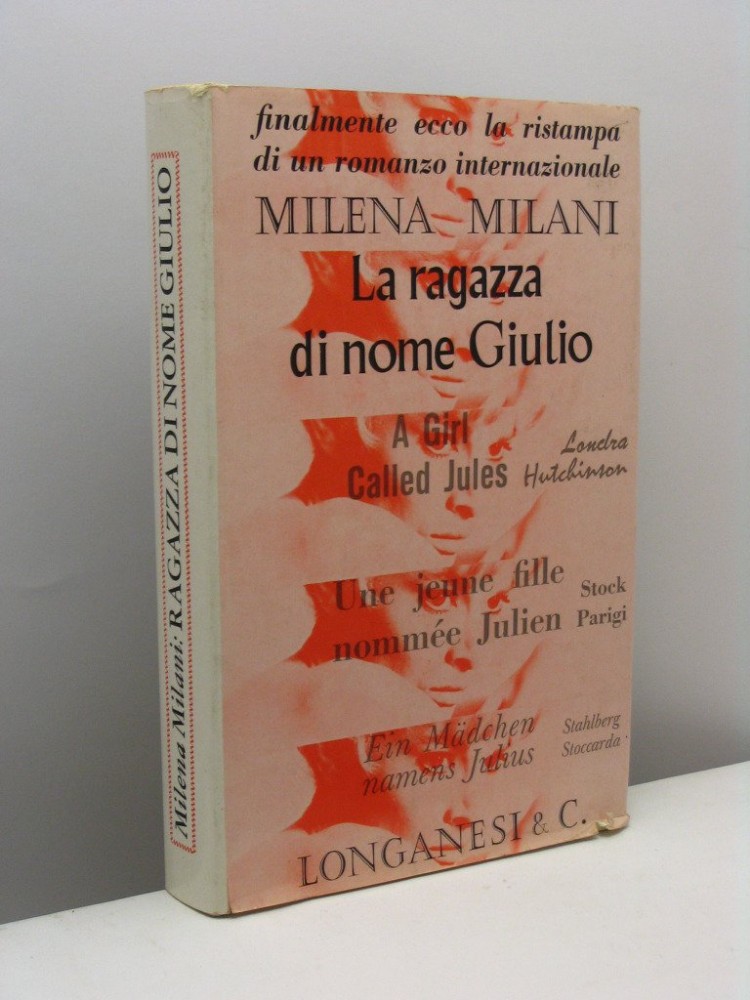 Milena Milani: RAGAZZA DI NOME GIULIO
finalmente ecco la ristampa
di un romanzo internazionale
MILENA MILANI
La ragazza
di nome Giulio
A Girl
Called Jules
Londra
Hutchinson
Une jeune fille
nommée Julien
Stock
Parigi
Ein Mädchen
namens Julius
Stahlberg
Stoccarda
LONGANESI & C.